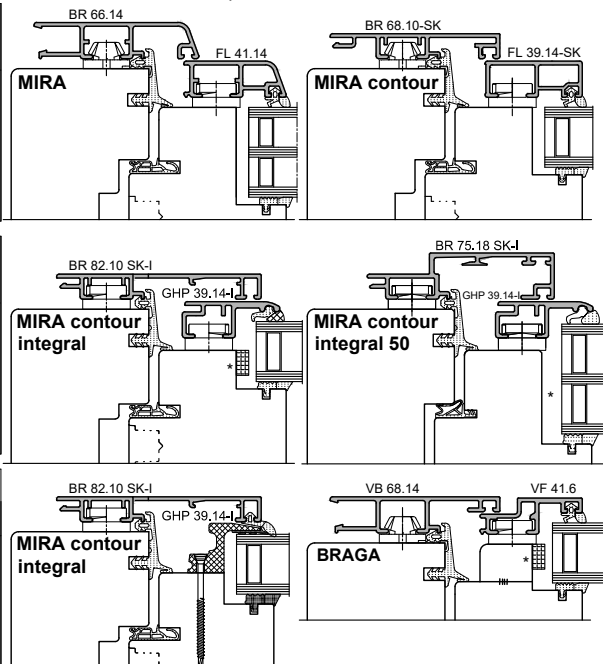 BR 66.14
FL 41.14
MIRA
BR 68.10-SK
FL 39.14-SK
MIRA contour
BR 82.10 SK-I
GHP 39.14-I
MIRA contour
integral
*
BR 75.18 SK-I
GHP 39.14-I
MIRA contour
integral 50
*
BR 82.10 SK-I
GHP 39.14-I
MIRA contour
integral
VB 68.14
VF 41.6
BRAGA
*